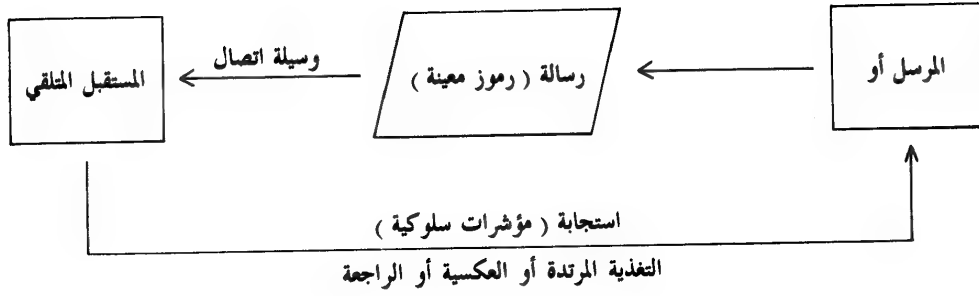 المرسل أو
رسالة ( رموز معينة )
وسيلة اتصال
المستقبل المتلقي
استجابة ( مؤشرات سلوكية )
التغذية المرتدة أو العكسية أو الراجعة